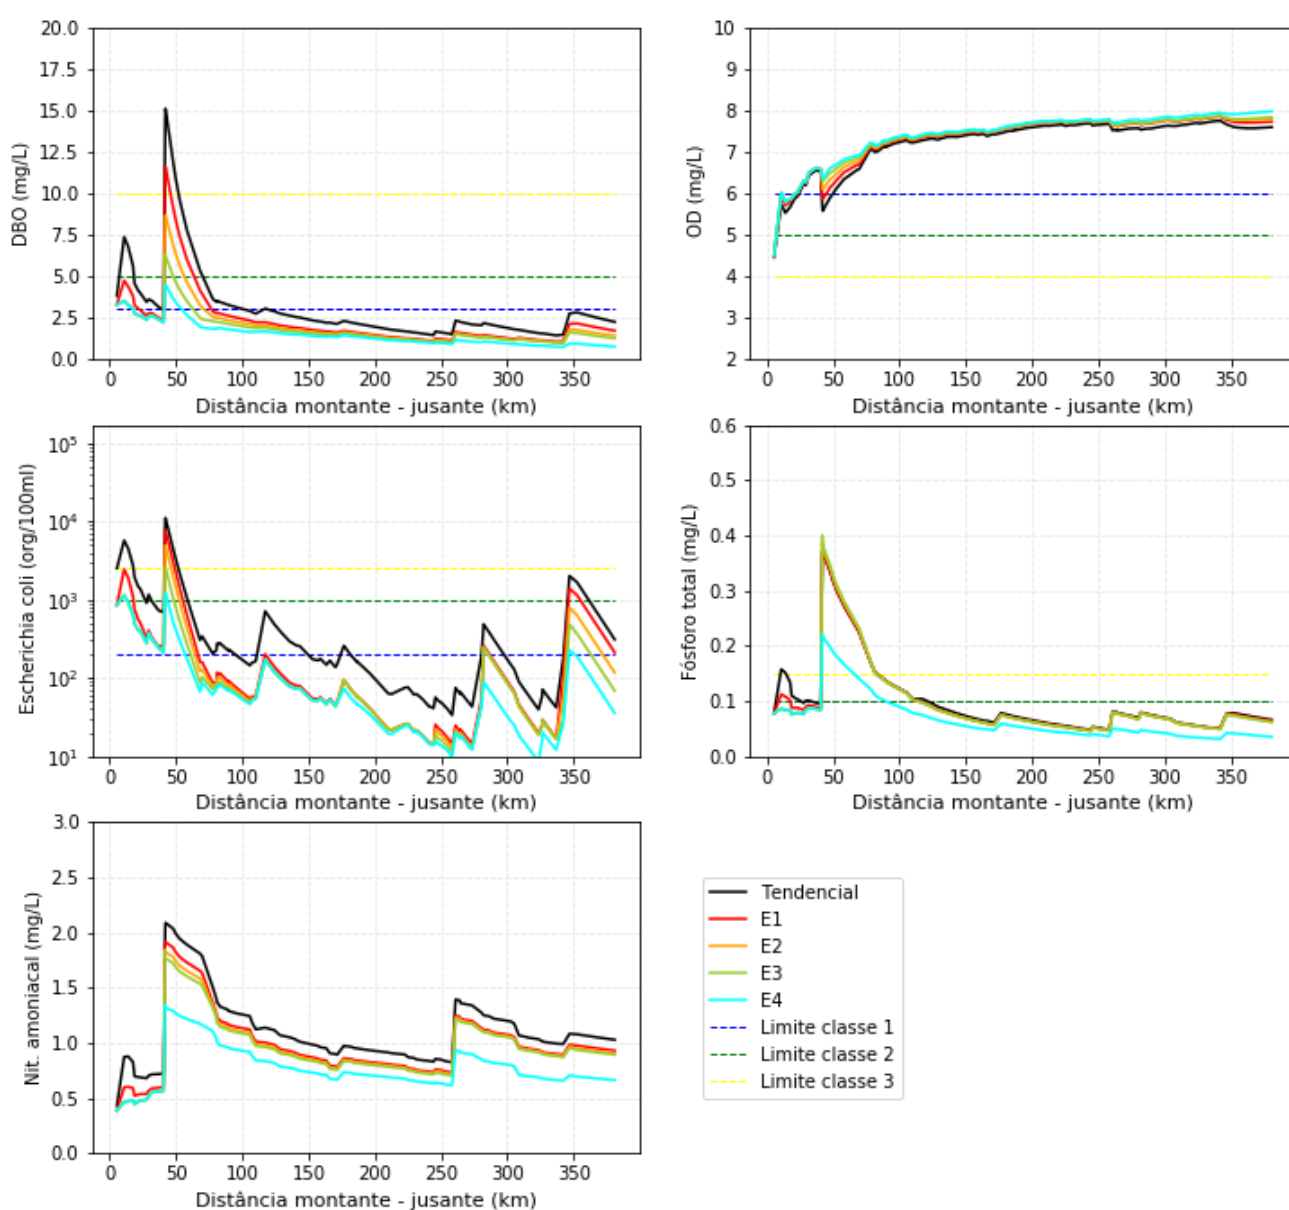 20.0
17.5
15.0
12.5
10.0
7.5
5.0
2.5
0.0
DBO (mg/L)
0 50 100 150 200 250 300 350
Distância montante - jusante (km)
10
9
8
7
6
5
4
3
2
OD (mg/L)
0 50 100 150 200 250 300 350
Distância montante - jusante (km)
10⁵
10⁴
10³
10²
10¹
Escherichia coli (org/100ml)
0 50 100 150 200 250 300 350
Distância montante - jusante (km)
0.6
0.5
0.4
0.3
0.2
0.1
0.0
Fósforo total (mg/L)
0 50 100 150 200 250 300 350
Distância montante - jusante (km)
3.0
2.5
2.0
1.5
1.0
0.5
0.0
Nit. amoniacal (mg/L)
0 50 100 150 200 250 300 350
Distância montante - jusante (km)
Tendencial
E1
E2
E3
E4
Limite classe 1
Limite classe 2
Limite classe 3